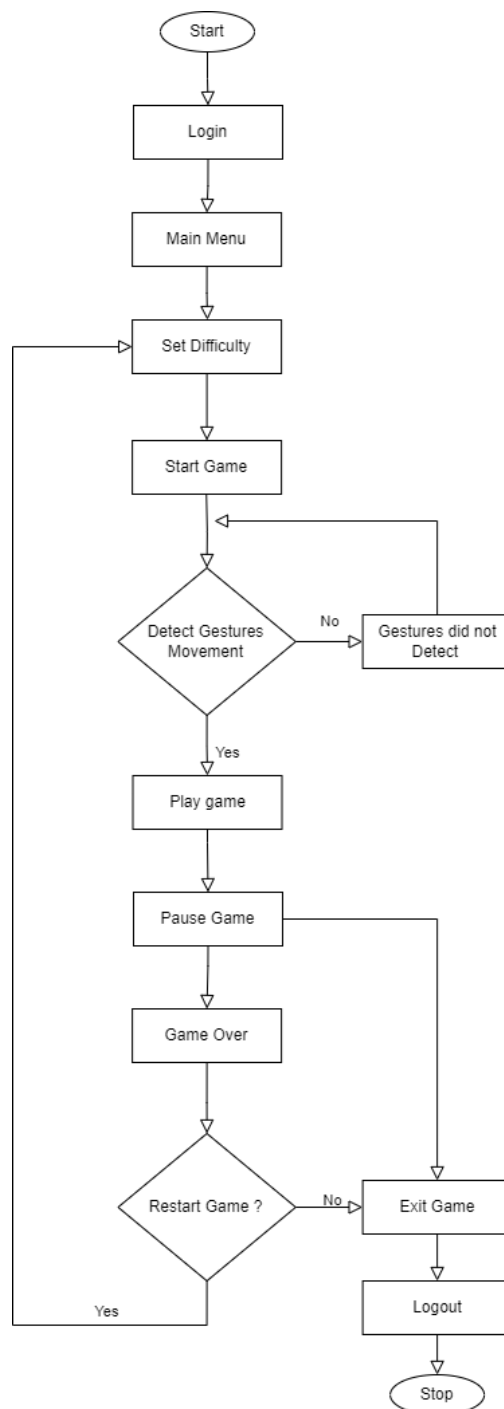 Start
Login
Main Menu
Set Difficulty
Start Game
Detect Gestures
Movement
No
Gestures did not
Detect
Yes
Play game
Pause Game
Game Over
Restart Game ?
No
Exit Game
Yes
Logout
Stop